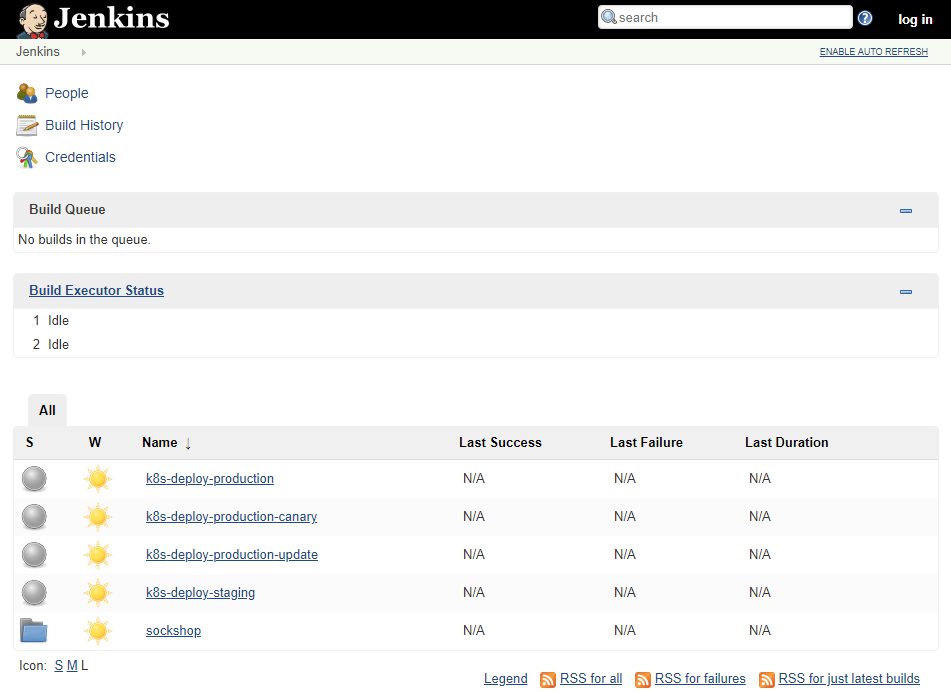 Jenkins
search
log in
Jenkins
ENABLE AUTO REFRESH
People
Build History
Credentials
Build Queue
No builds in the queue.
Build Executor Status
1 Idle
2 Idle
All
S W Name ↓ Last Success Last Failure Last Duration
k8s-deploy-production N/A N/A N/A
k8s-deploy-production-canary N/A N/A N/A
k8s-deploy-production-update N/A N/A N/A
k8s-deploy-staging N/A N/A N/A
sockshop N/A N/A N/A
Icon: S M L
Legend RSS for all RSS for failures RSS for just latest builds